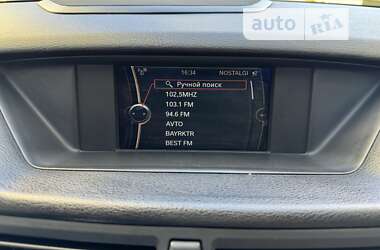 auto RIA
16:34 NOSTALGI
Ручной поиск
102,5MHZ
103.1 FM
94.6 FM
AVTO
BAYRKTR
BEST FM